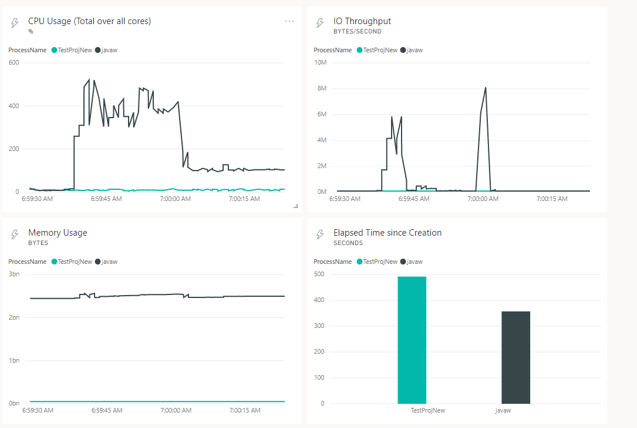 CPU Usage (Total over all cores)
%
ProcessName TestProjNew javaw
600
400
200
0
6:59:30 AM 6:59:45 AM 7:00:00 AM 7:00:15 AM
IO Throughput
BYTES/SECOND
ProcessName TestProjNew javaw
10M
8M
6M
4M
2M
0M
6:59:30 AM 6:59:45 AM 7:00:00 AM 7:00:15 AM
Memory Usage
BYTES
ProcessName TestProjNew javaw
3bn
2bn
1bn
0bn
6:59:30 AM 6:59:45 AM 7:00:00 AM 7:00:15 AM
Elapsed Time since Creation
SECONDS
ProcessName TestProjNew javaw
500
400
300
200
100
0
TestProjNew javaw